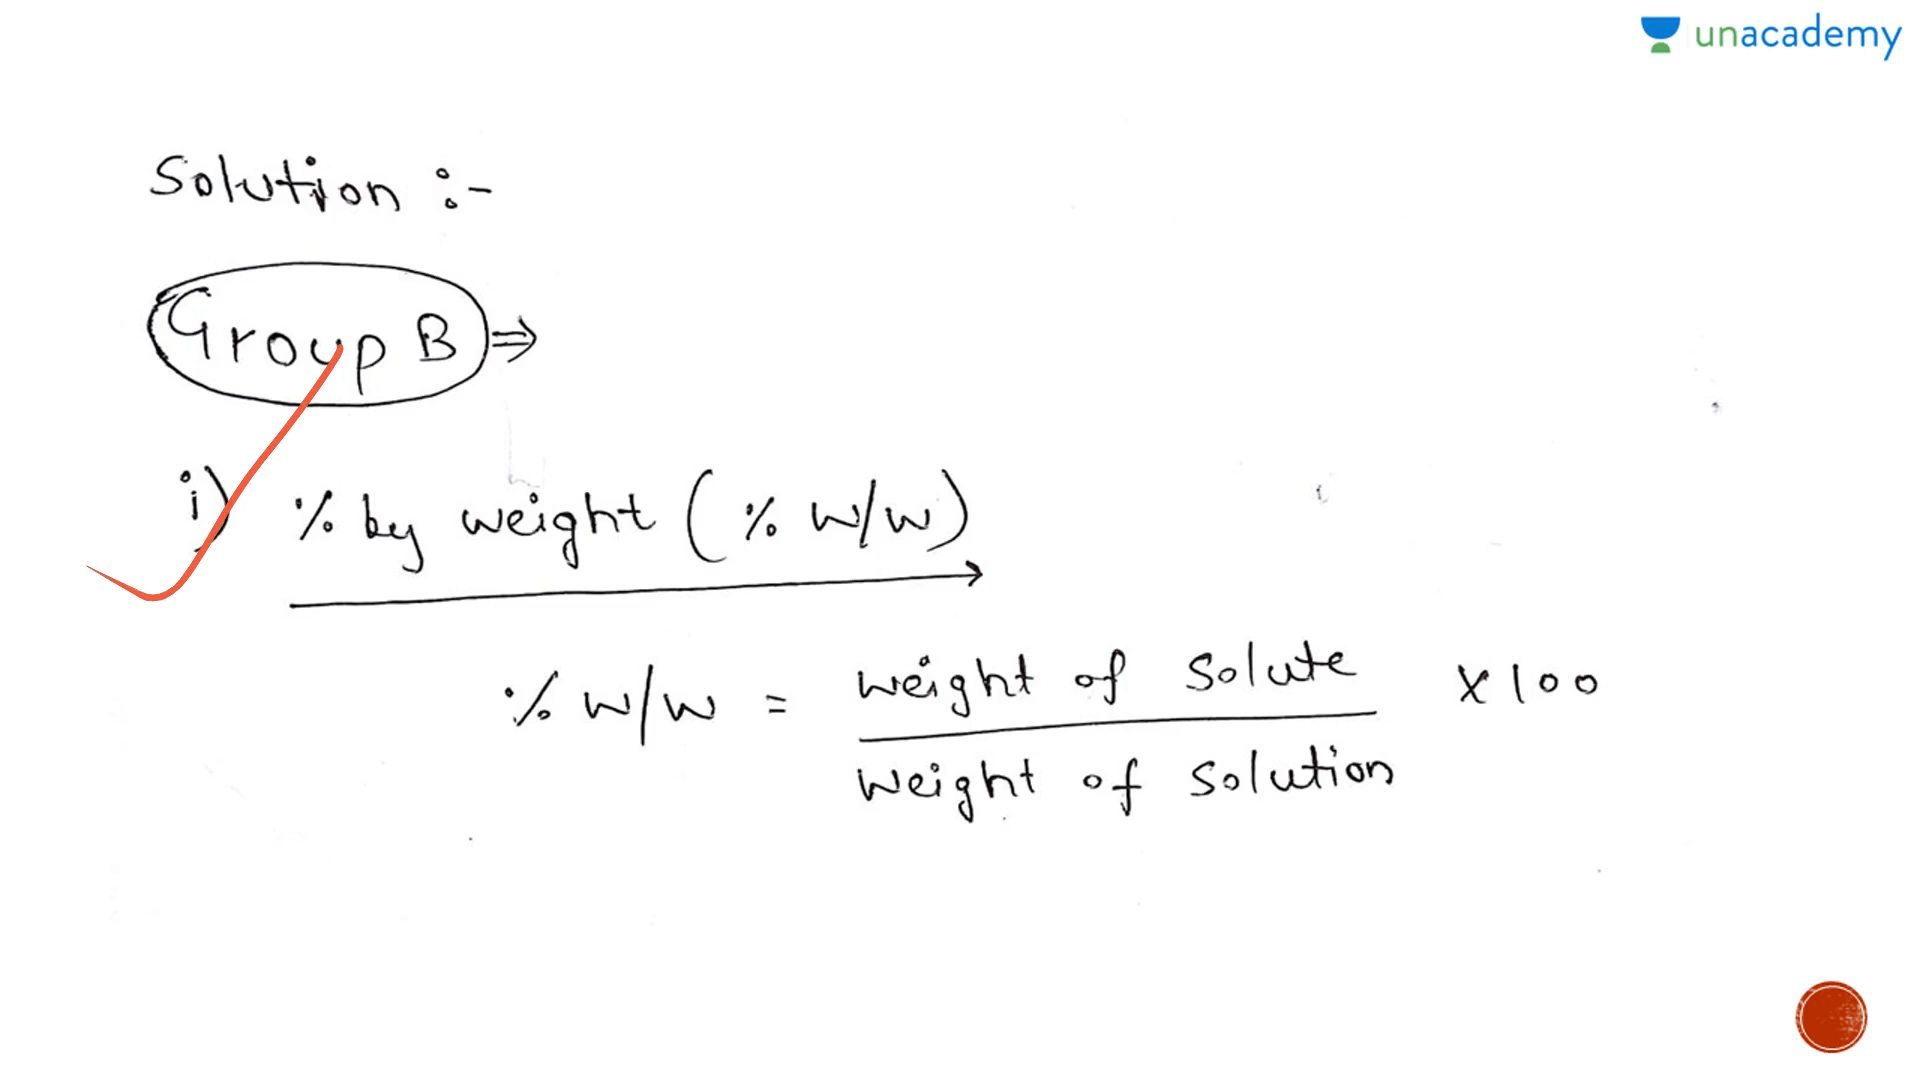 unacademy
Solution :-
Group B ⇒
i) % by weight (% w/w)
% w/w = weight of solute / weight of solution × 100